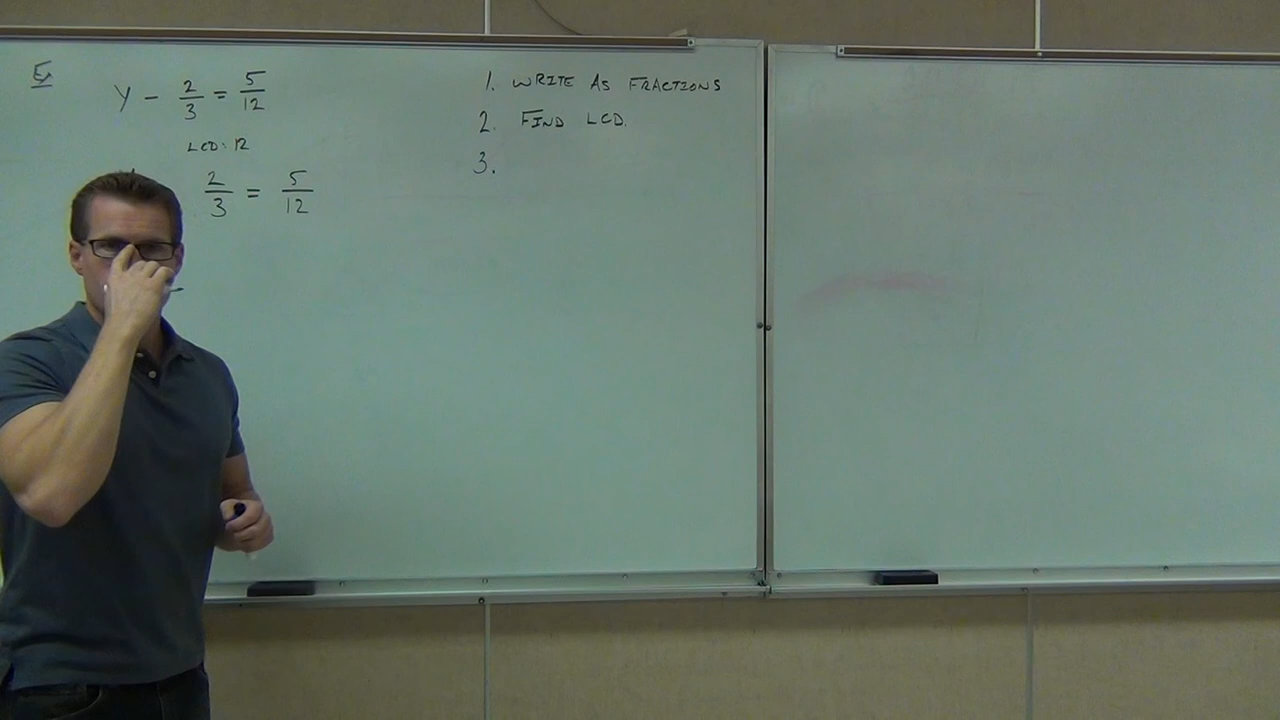 Ex
y - 2/3 = 5/12
LCD: 12
2/3 = 5/12
1. WRITE AS FRACTIONS
2. FIND LCD.
3.